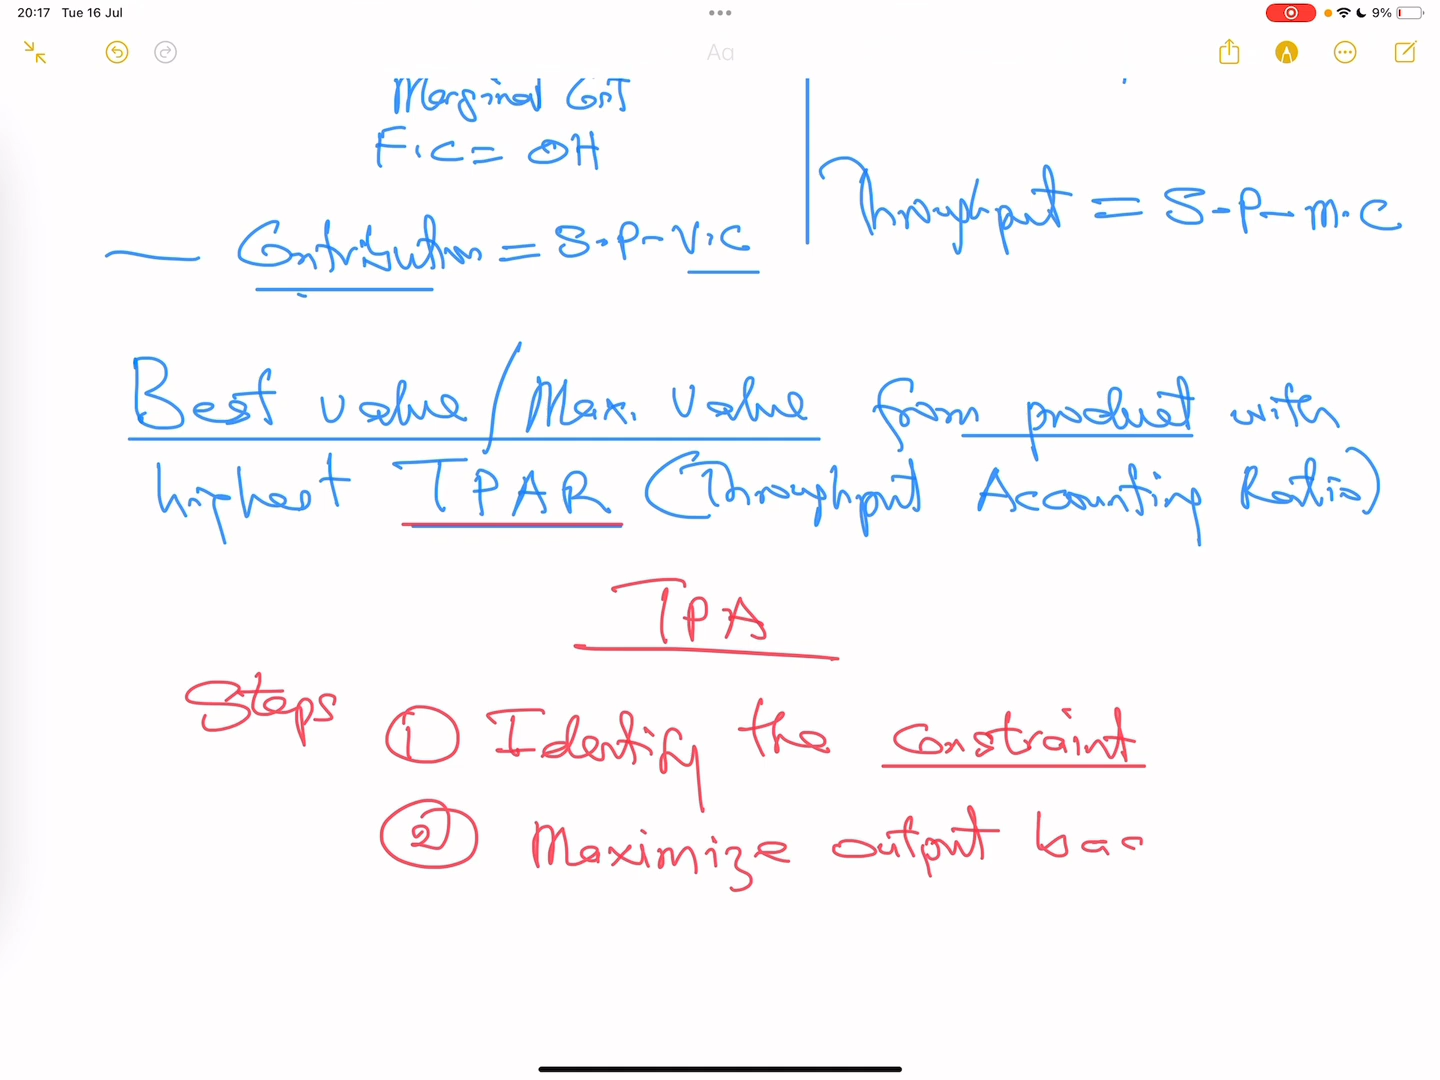 20:17 Tue 16 Jul
9%
Aa
Marginal Cost
F.C = OH
Contribution = S.P - V.C
Throughput = S.P - M.C
Best value / Max. value from product with
highest TPAR (Throughput Accounting Ratio)
TPA
Steps ① Identify the constraint
② Maximize output bas